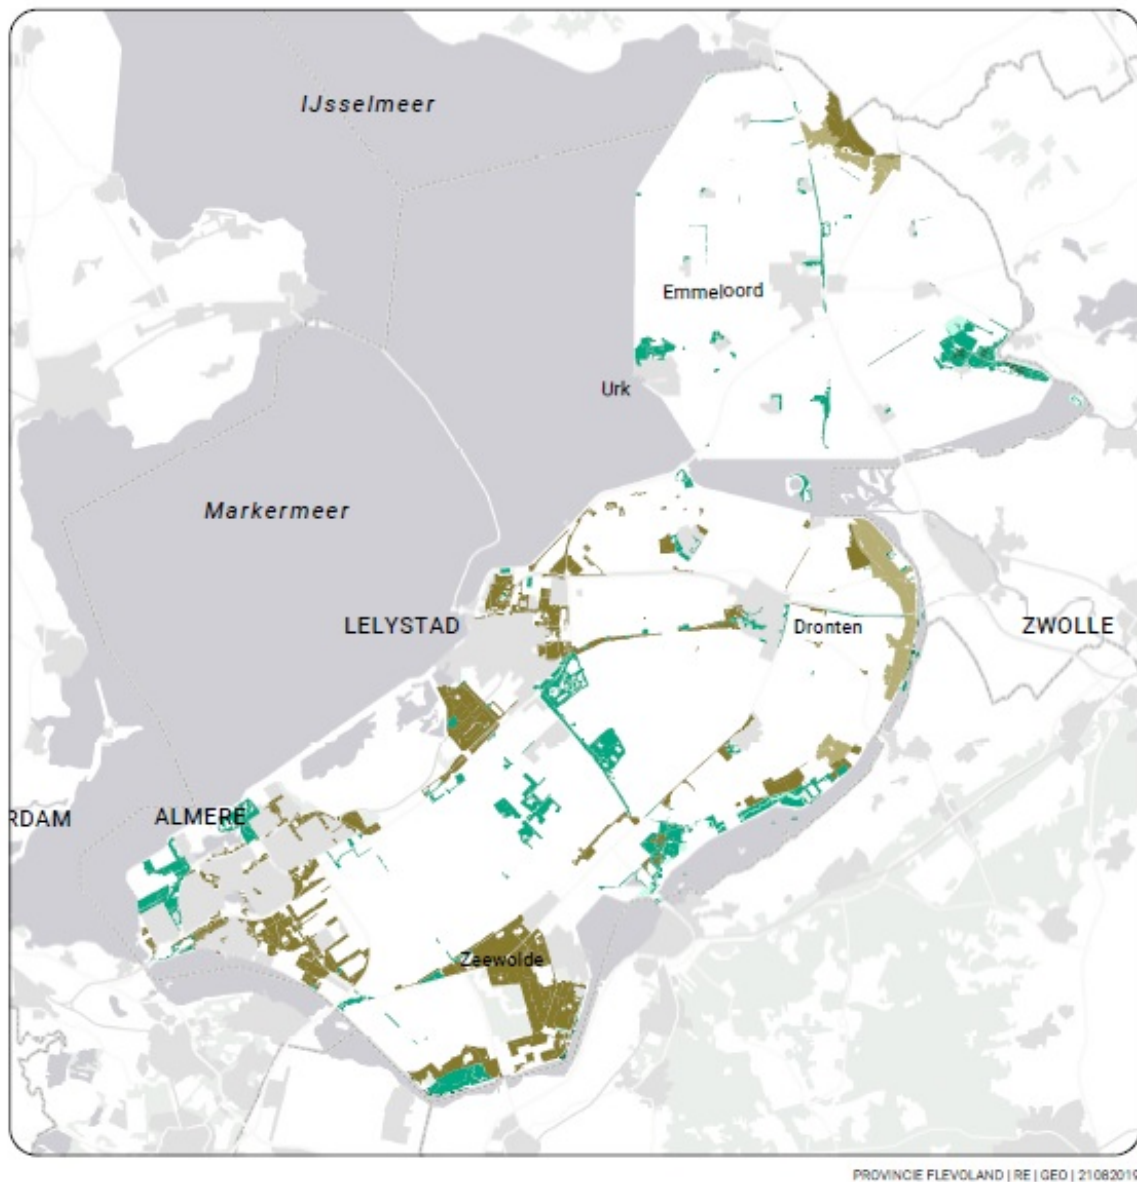 IJsselmeer
Emmeloord
Urk
Markermeer
LELYSTAD
Dronten
ZWOLLE
RDAM
ALMERE
Zeewolde
PROVINCIE FLEVOLAND | RE | GEO | 21082019